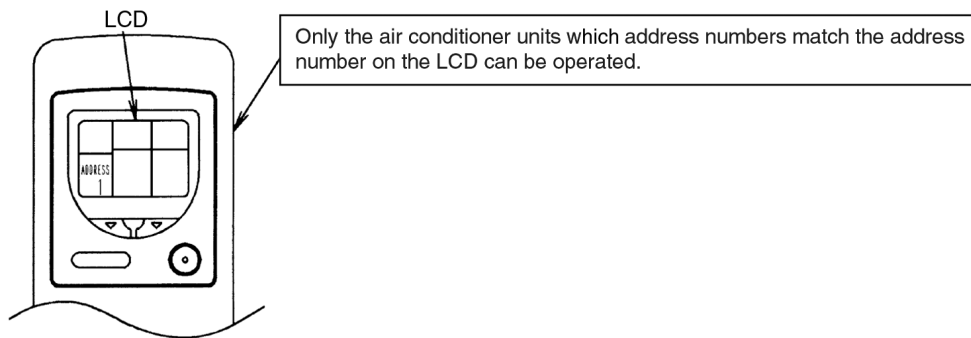 LCD
Only the air conditioner units which address numbers match the address
number on the LCD can be operated.
ADDRESS
1